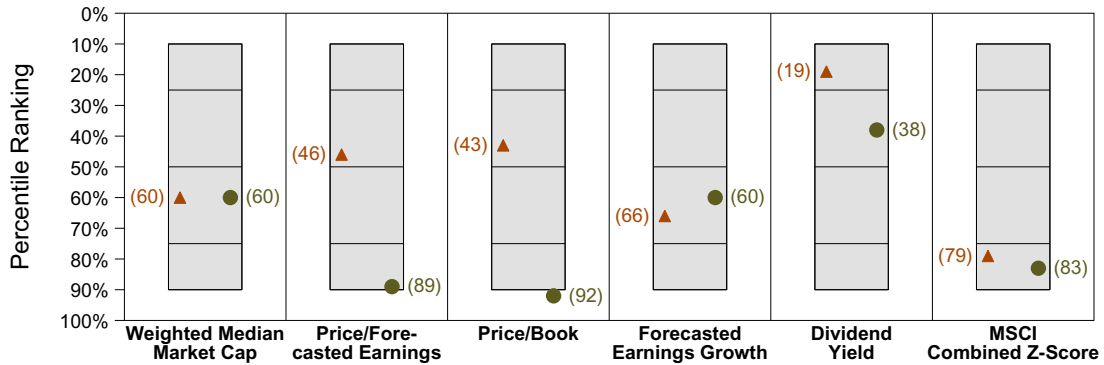 0%
10%
20%
30%
40%
50%
60%
70%
80%
90%
100%
Percentile Ranking
(60)
(60)
(46)
(89)
(43)
(92)
(66)
(60)
(19)
(38)
(79)
(83)
Weighted Median
Market Cap
Price/Fore-
casted Earnings
Price/Book
Forecasted
Earnings Growth
Dividend
Yield
MSCI
Combined Z-Score